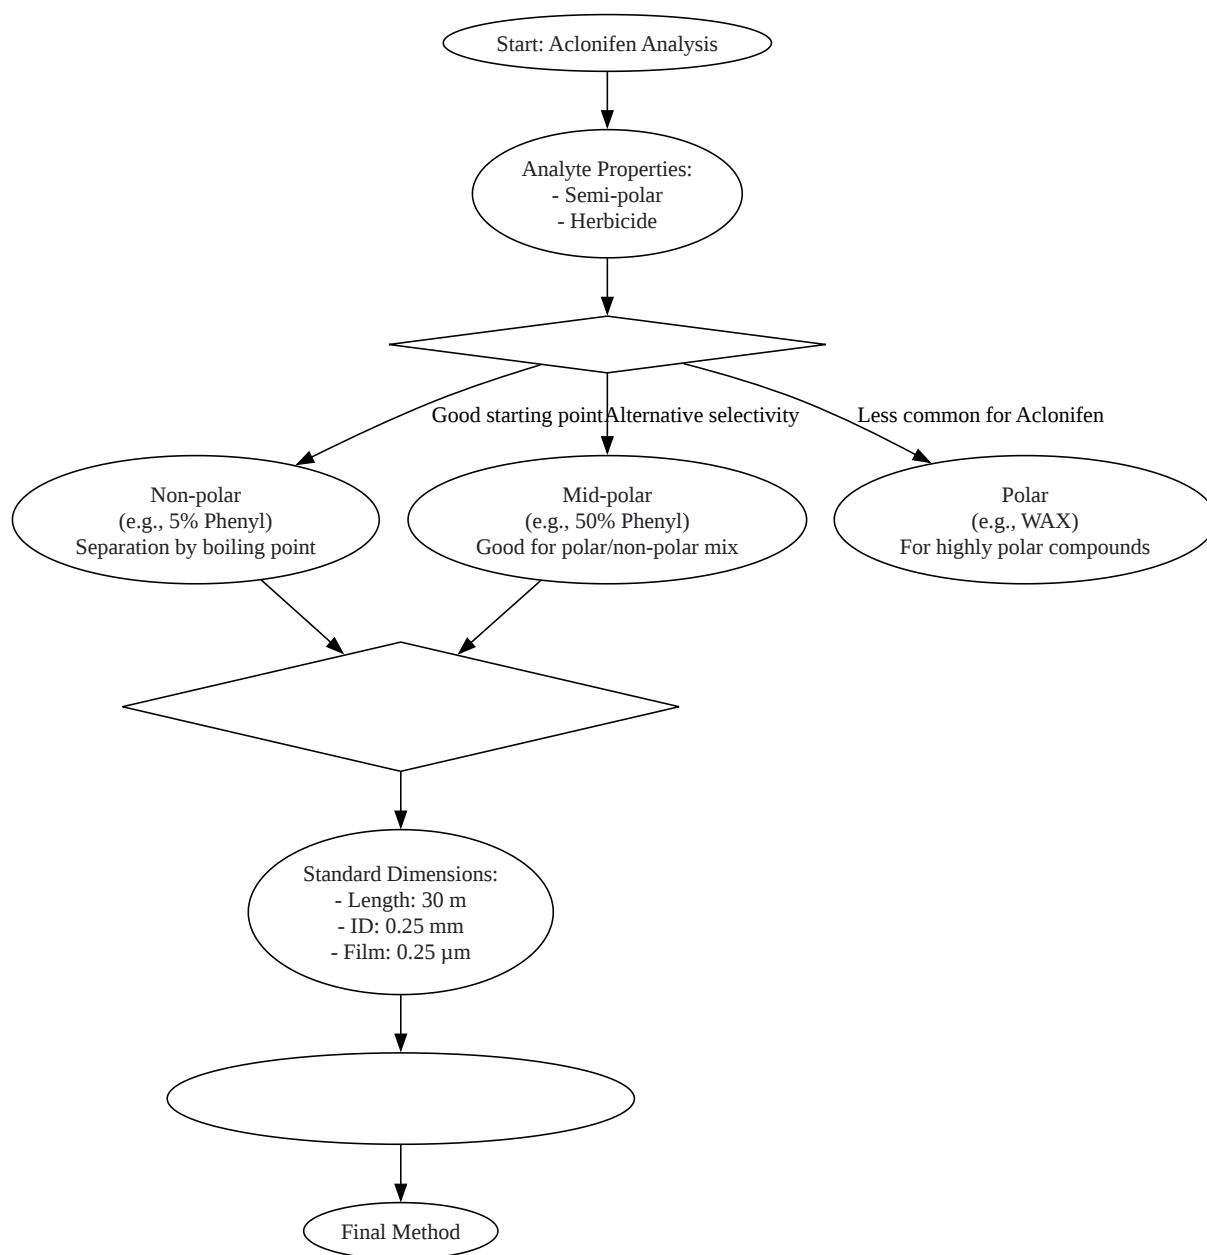 Start: Aclonifen Analysis
Analyte Properties:
- Semi-polar
- Herbicide
Good starting point
Alternative selectivity
Less common for Aclonifen
Non-polar
(e.g., 5% Phenyl)
Separation by boiling point
Mid-polar
(e.g., 50% Phenyl)
Good for polar/non-polar mix
Polar
(e.g., WAX)
For highly polar compounds
Standard Dimensions:
- Length: 30 m
- ID: 0.25 mm
- Film: 0.25 µm
Final Method